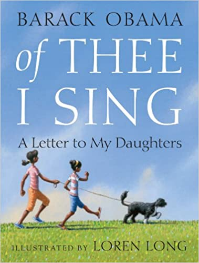 BARACK OBAMA
of THEE
I SING
A Letter to My Daughters
ILLUSTRATED BY LOREN LONG